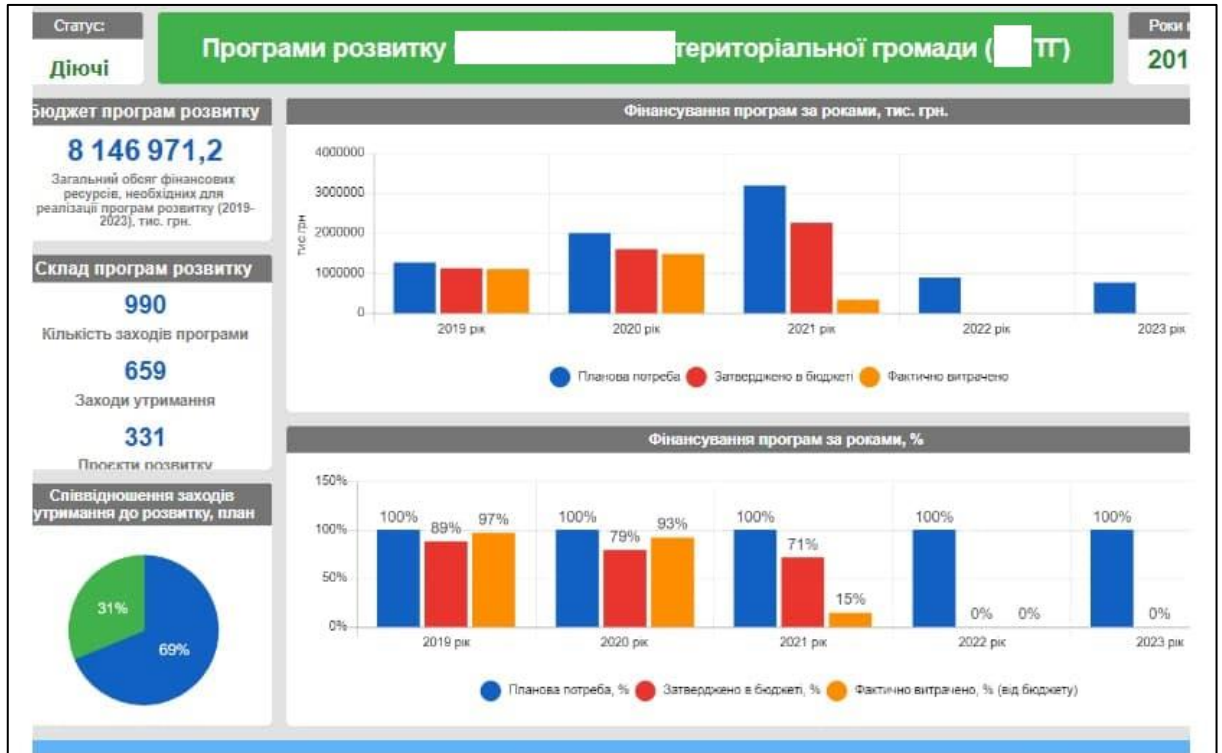 Статус:
Діючі
Програми розвитку
територіальної громади (
ТГ)
Роки
201
Бюджет програм розвитку
8 146 971,2
Загальний обсяг фінансових
ресурсів, необхідних для
реалізації програм розвитку (2019-
2023), тис. грн.
Склад програм розвитку
990
Кількість заходів програми
659
Заходи утримання
331
Проєкти розвитку
Співвідношення заходів
утримання до розвитку, план
31%
69%
Фінансування програм за роками, тис. грн.
тис.грн
4000000
3000000
2000000
1000000
0
2019 рік
2020 рік
2021 рік
2022 рік
2023 рік
Планова потреба
Затверджено в бюджеті
Фактично витрачено
Фінансування програм за роками, %
150%
100%
50%
0%
100%
89%
97%
100%
79%
93%
100%
71%
15%
100%
0%
0%
100%
0%
2019 рік
2020 рік
2021 рік
2022 рік
2023 рік
Планова потреба, %
Затверджено в бюджеті, %
Фактично витрачено, % (від бюджету)